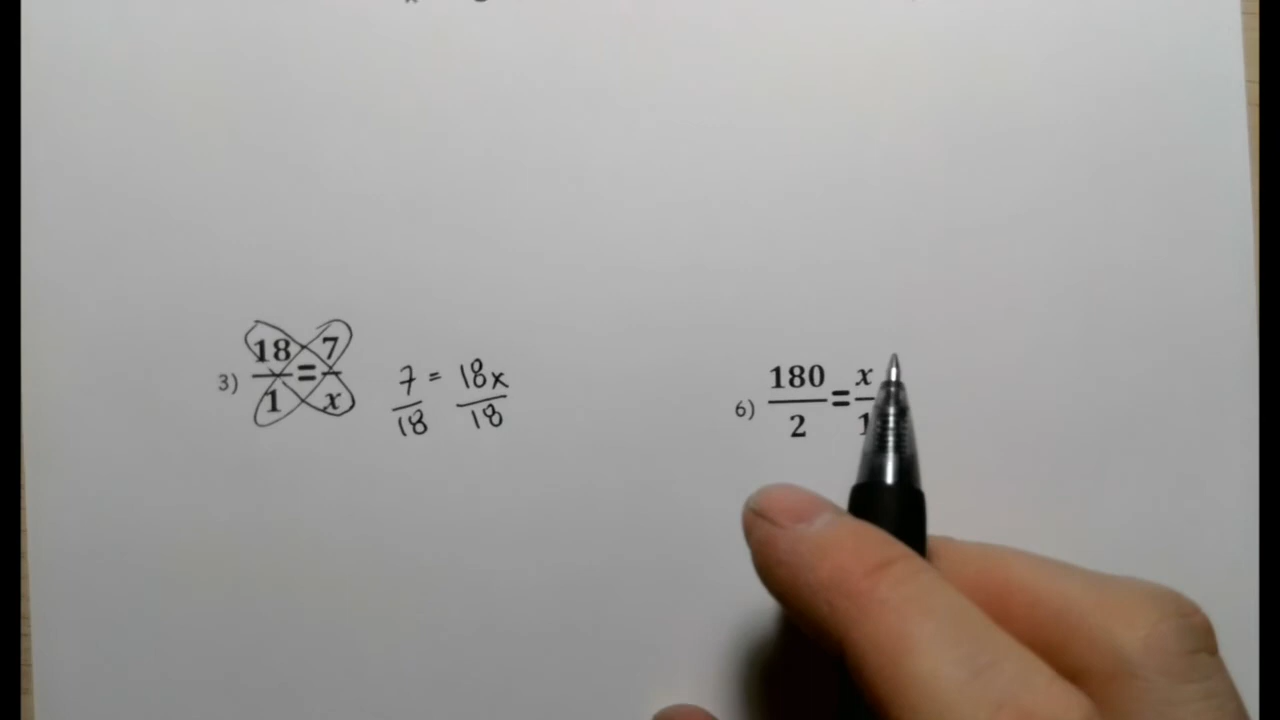 3) 18/1 = 7/x
7/18 = 18x/18
6) 180/2 = x/1